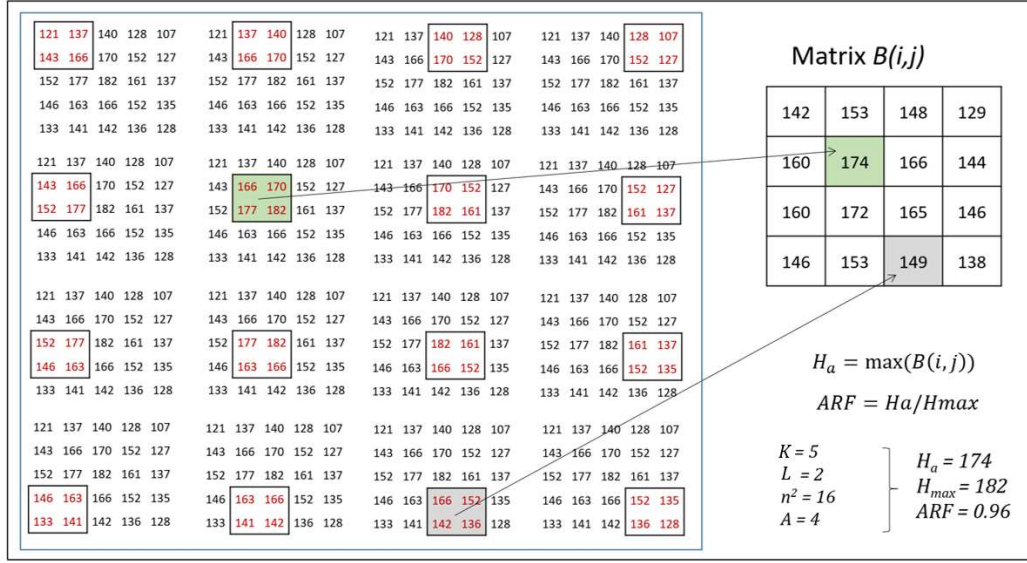 121 137 140 128 107 121 137 140 128 107 121 137 140 128 107 121 137 140 128 107
143 166 170 152 127 143 166 170 152 127 143 166 170 152 127 143 166 170 152 127
152 177 182 161 137 152 177 182 161 137 152 177 182 161 137 152 177 182 161 137
146 163 166 152 135 146 163 166 152 135 146 163 166 152 135 146 163 166 152 135
133 141 142 136 128 133 141 142 136 128 133 141 142 136 128 133 141 142 136 128
121 137 140 128 107 121 137 140 128 107 121 137 140 128 107 121 137 140 128 107
143 166 170 152 127 143 166 170 152 127 143 166 170 152 127 143 166 170 152 127
152 177 182 161 137 152 177 182 161 137 152 177 182 161 137 152 177 182 161 137
146 163 166 152 135 146 163 166 152 135 146 163 166 152 135 146 163 166 152 135
133 141 142 136 128 133 141 142 136 128 133 141 142 136 128 133 141 142 136 128
121 137 140 128 107 121 137 140 128 107 121 137 140 128 107 121 137 140 128 107
143 166 170 152 127 143 166 170 152 127 143 166 170 152 127 143 166 170 152 127
152 177 182 161 137 152 177 182 161 137 152 177 182 161 137 152 177 182 161 137
146 163 166 152 135 146 163 166 152 135 146 163 166 152 135 146 163 166 152 135
133 141 142 136 128 133 141 142 136 128 133 141 142 136 128 133 141 142 136 128
121 137 140 128 107 121 137 140 128 107 121 137 140 128 107 121 137 140 128 107
143 166 170 152 127 143 166 170 152 127 143 166 170 152 127 143 166 170 152 127
152 177 182 161 137 152 177 182 161 137 152 177 182 161 137 152 177 182 161 137
146 163 166 152 135 146 163 166 152 135 146 163 166 152 135 146 163 166 152 135
133 141 142 136 128 133 141 142 136 128 133 141 142 136 128 133 141 142 136 128
Matrix B(i,j)
142 153 148 129
160 174 166 144
160 172 165 146
146 153 149 138
Hₐ = max(B(i,j))
ARF = Ha/Hmax
K = 5
L = 2
n² = 16
A = 4
Hₐ = 174
Hₘₐₓ = 182
ARF = 0.96